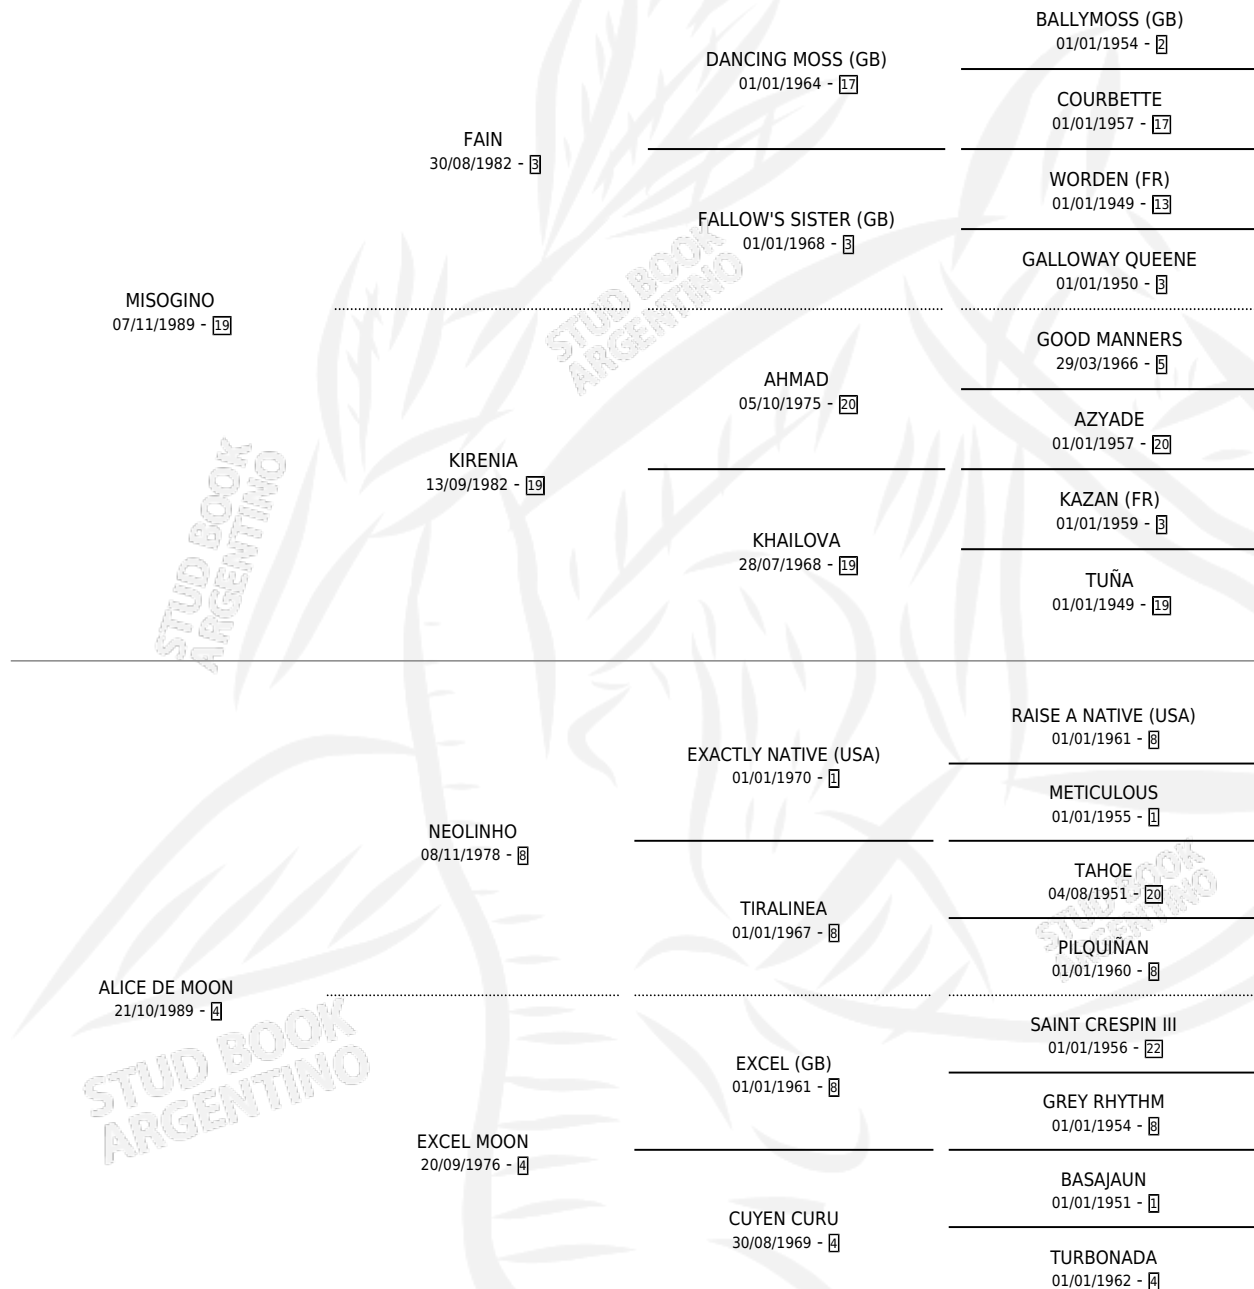 BALLYMOSS (GB)
01/01/1954 - 2
DANCING MOSS (GB)
01/01/1964 - 17
COURBETTE
01/01/1957 - 17
FAIN
30/08/1982 - 3
WORDEN (FR)
01/01/1949 - 13
FALLOW'S SISTER (GB)
01/01/1968 - 3
GALLOWAY QUEENE
01/01/1950 - 3
MISOGINO
07/11/1989 - 19
STUD BOOK
ARGENTINO
GOOD MANNERS
29/03/1966 - 5
AHMAD
05/10/1975 - 20
AZYADE
01/01/1957 - 20
KIRENIA
13/09/1982 - 19
KAZAN (FR)
01/01/1959 - 3
KHAILOVA
28/07/1968 - 19
TUÑA
01/01/1949 - 19
STUD BOOK
ARGENTINO
RAISE A NATIVE (USA)
01/01/1961 - 8
EXACTLY NATIVE (USA)
01/01/1970 - 1
METICULOUS
01/01/1955 - 1
NEOLINHO
08/11/1978 - 8
TAHOE
04/08/1951 - 20
TIRALINEA
01/01/1967 - 8
PILQUIÑAN
01/01/1960 - 8
STUD BOOK
ARGENTINO
ALICE DE MOON
21/10/1989 - 4
SAINT CRESPIN III
01/01/1956 - 22
EXCEL (GB)
01/01/1961 - 8
GREY RHYTHM
01/01/1954 - 8
STUD BOOK
ARGENTINO
EXCEL MOON
20/09/1976 - 4
BASAJAUN
01/01/1951 - 1
CUYEN CURU
30/08/1969 - 4
TURBONADA
01/01/1962 - 4